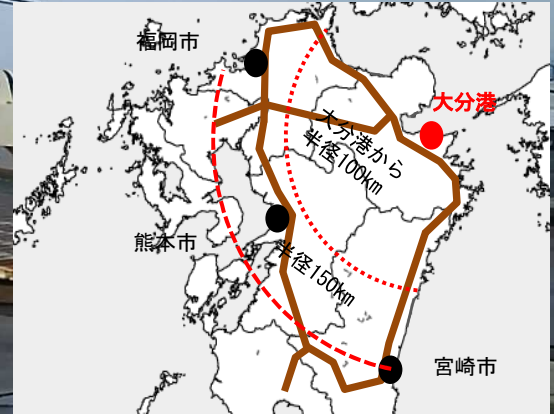 福岡市
大分港
大分港から
半径100km
熊本市
半径150km
宮崎市